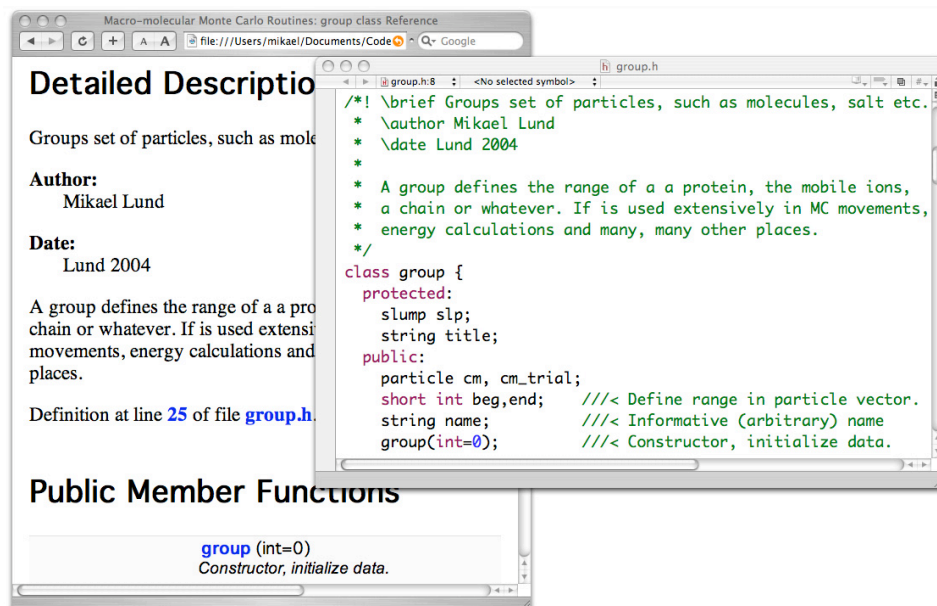 Macro-molecular Monte Carlo Routines: group class Reference
A A file:///Users/mikael/Documents/Code Google
Detailed Descriptio
Groups set of particles, such as mole
Author:
Mikael Lund
Date:
Lund 2004
A group defines the range of a a pro
chain or whatever. If is used extensi
movements, energy calculations and
places.
Definition at line 25 of file group.h.
Public Member Functions
group (int=0)
Constructor, initialize data.
group.h
group.h:8 <No selected symbol> #
/*! \brief Groups set of particles, such as molecules, salt etc.
* \author Mikael Lund
* \date Lund 2004
*
* A group defines the range of a a protein, the mobile ions,
* a chain or whatever. If is used extensively in MC movements,
* energy calculations and many, many other places.
*/
class group {
protected:
slump slp;
string title;
public:
particle cm, cm_trial;
short int beg,end; ///< Define range in particle vector.
string name; ///< Informative (arbitrary) name
group(int=0); ///< Constructor, initialize data.